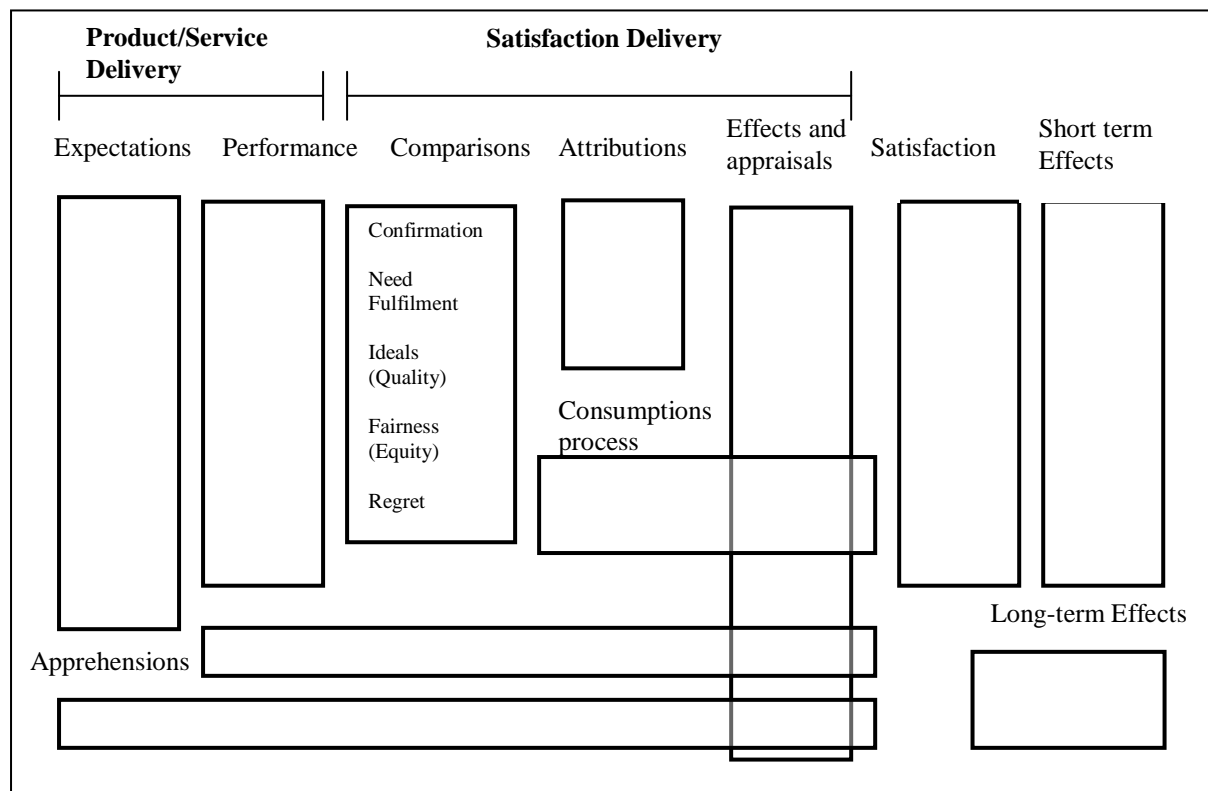 Product/Service
Delivery
Satisfaction Delivery
Expectations
Performance
Comparisons
Attributions
Effects and
appraisals
Satisfaction
Short term
Effects
Confirmation
Need
Fulfilment
Ideals
(Quality)
Fairness
(Equity)
Regret
Consumptions
process
Long-term Effects
Apprehensions